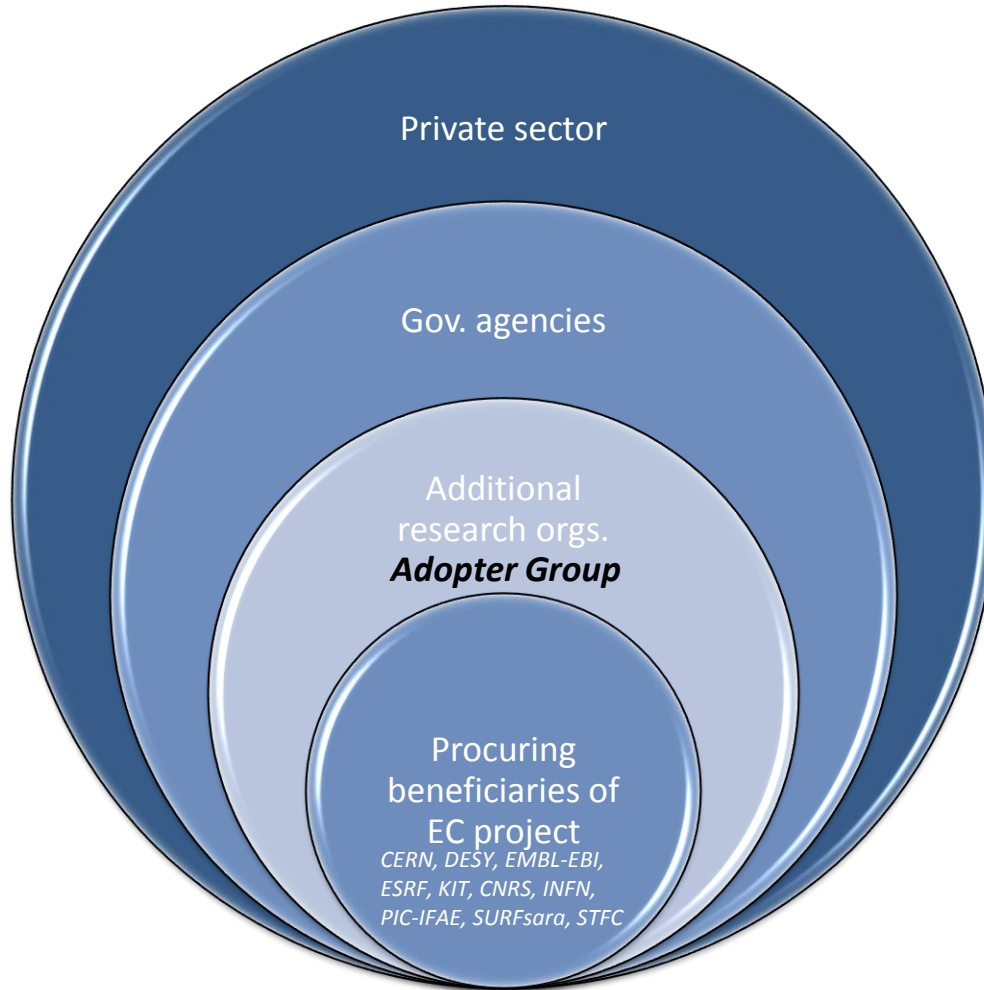 Private sector
Gov. agencies
Additional
research orgs.
Adopter Group
Procuring
beneficiaries of
EC project
CERN, DESY, EMBL-EBI,
ESRF, KIT, CNRS, INFN,
PIC-IFAE, SURFsara, STFC